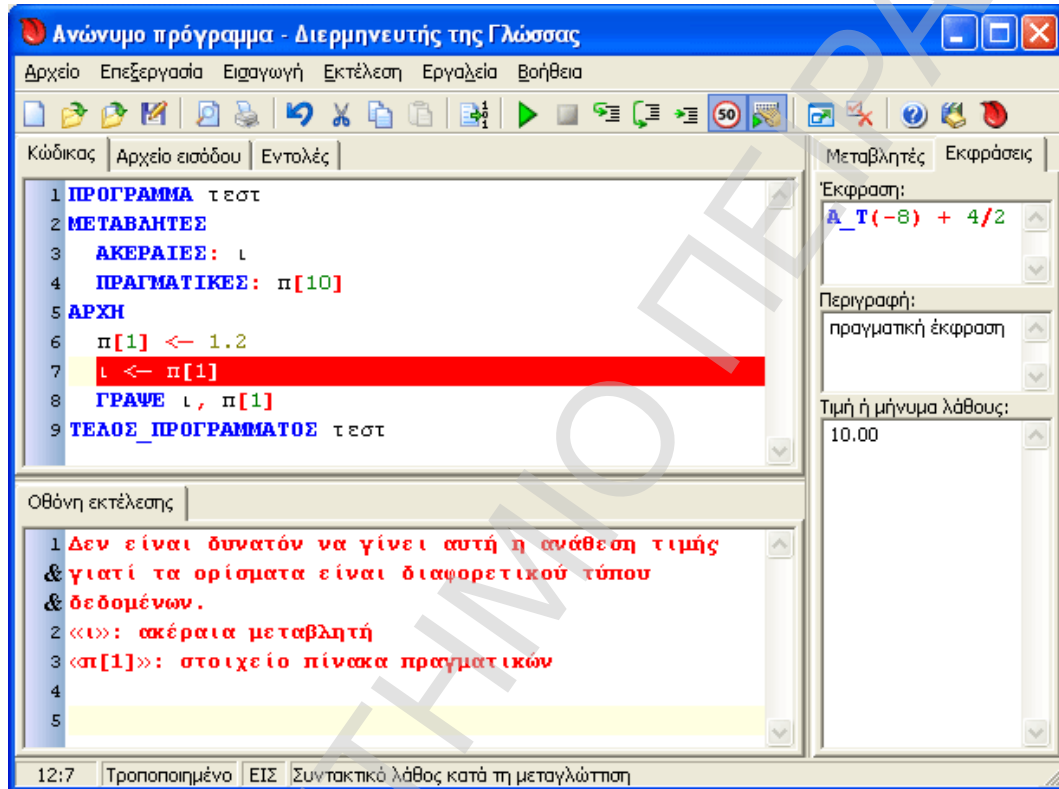 Ανώνυμο πρόγραμμα - Διερμηνευτής της Γλώσσας
Αρχείο Επεξεργασία Εισαγωγή Εκτέλεση Εργαλεία Βοήθεια
50
Κώδικας Αρχείο εισόδου Εντολές
1 ΠΡΟΓΡΑΜΜΑ τεστ
2 ΜΕΤΑΒΛΗΤΕΣ
3 ΑΚΕΡΑΙΕΣ: ι
4 ΠΡΑΓΜΑΤΙΚΕΣ: π[10]
5 ΑΡΧΗ
6 π[1] <- 1.2
7 ι <- π[1]
8 ΓΡΑΨΕ ι, π[1]
9 ΤΕΛΟΣ_ΠΡΟΓΡΑΜΜΑΤΟΣ τεστ
Οθόνη εκτέλεσης
1 Δεν είναι δυνατόν να γίνει αυτή η ανάθεση τιμής
& γιατί τα ορίσματα είναι διαφορετικού τύπου
& δεδομένων.
2 «ι»: ακέραια μεταβλητή
3 «π[1]»: στοιχείο πίνακα πραγματικών
4
5
Μεταβλητές Εκφράσεις
Έκφραση:
Α_Τ(-8) + 4/2
Περιγραφή:
πραγματική έκφραση
Τιμή ή μήνυμα λάθους:
10.00
12:7 Τροποποιημένο ΕΙΣ Συντακτικό λάθος κατά τη μεταγλώττιση
ΤΗΜΙΟ ΠΕΙΡΑ